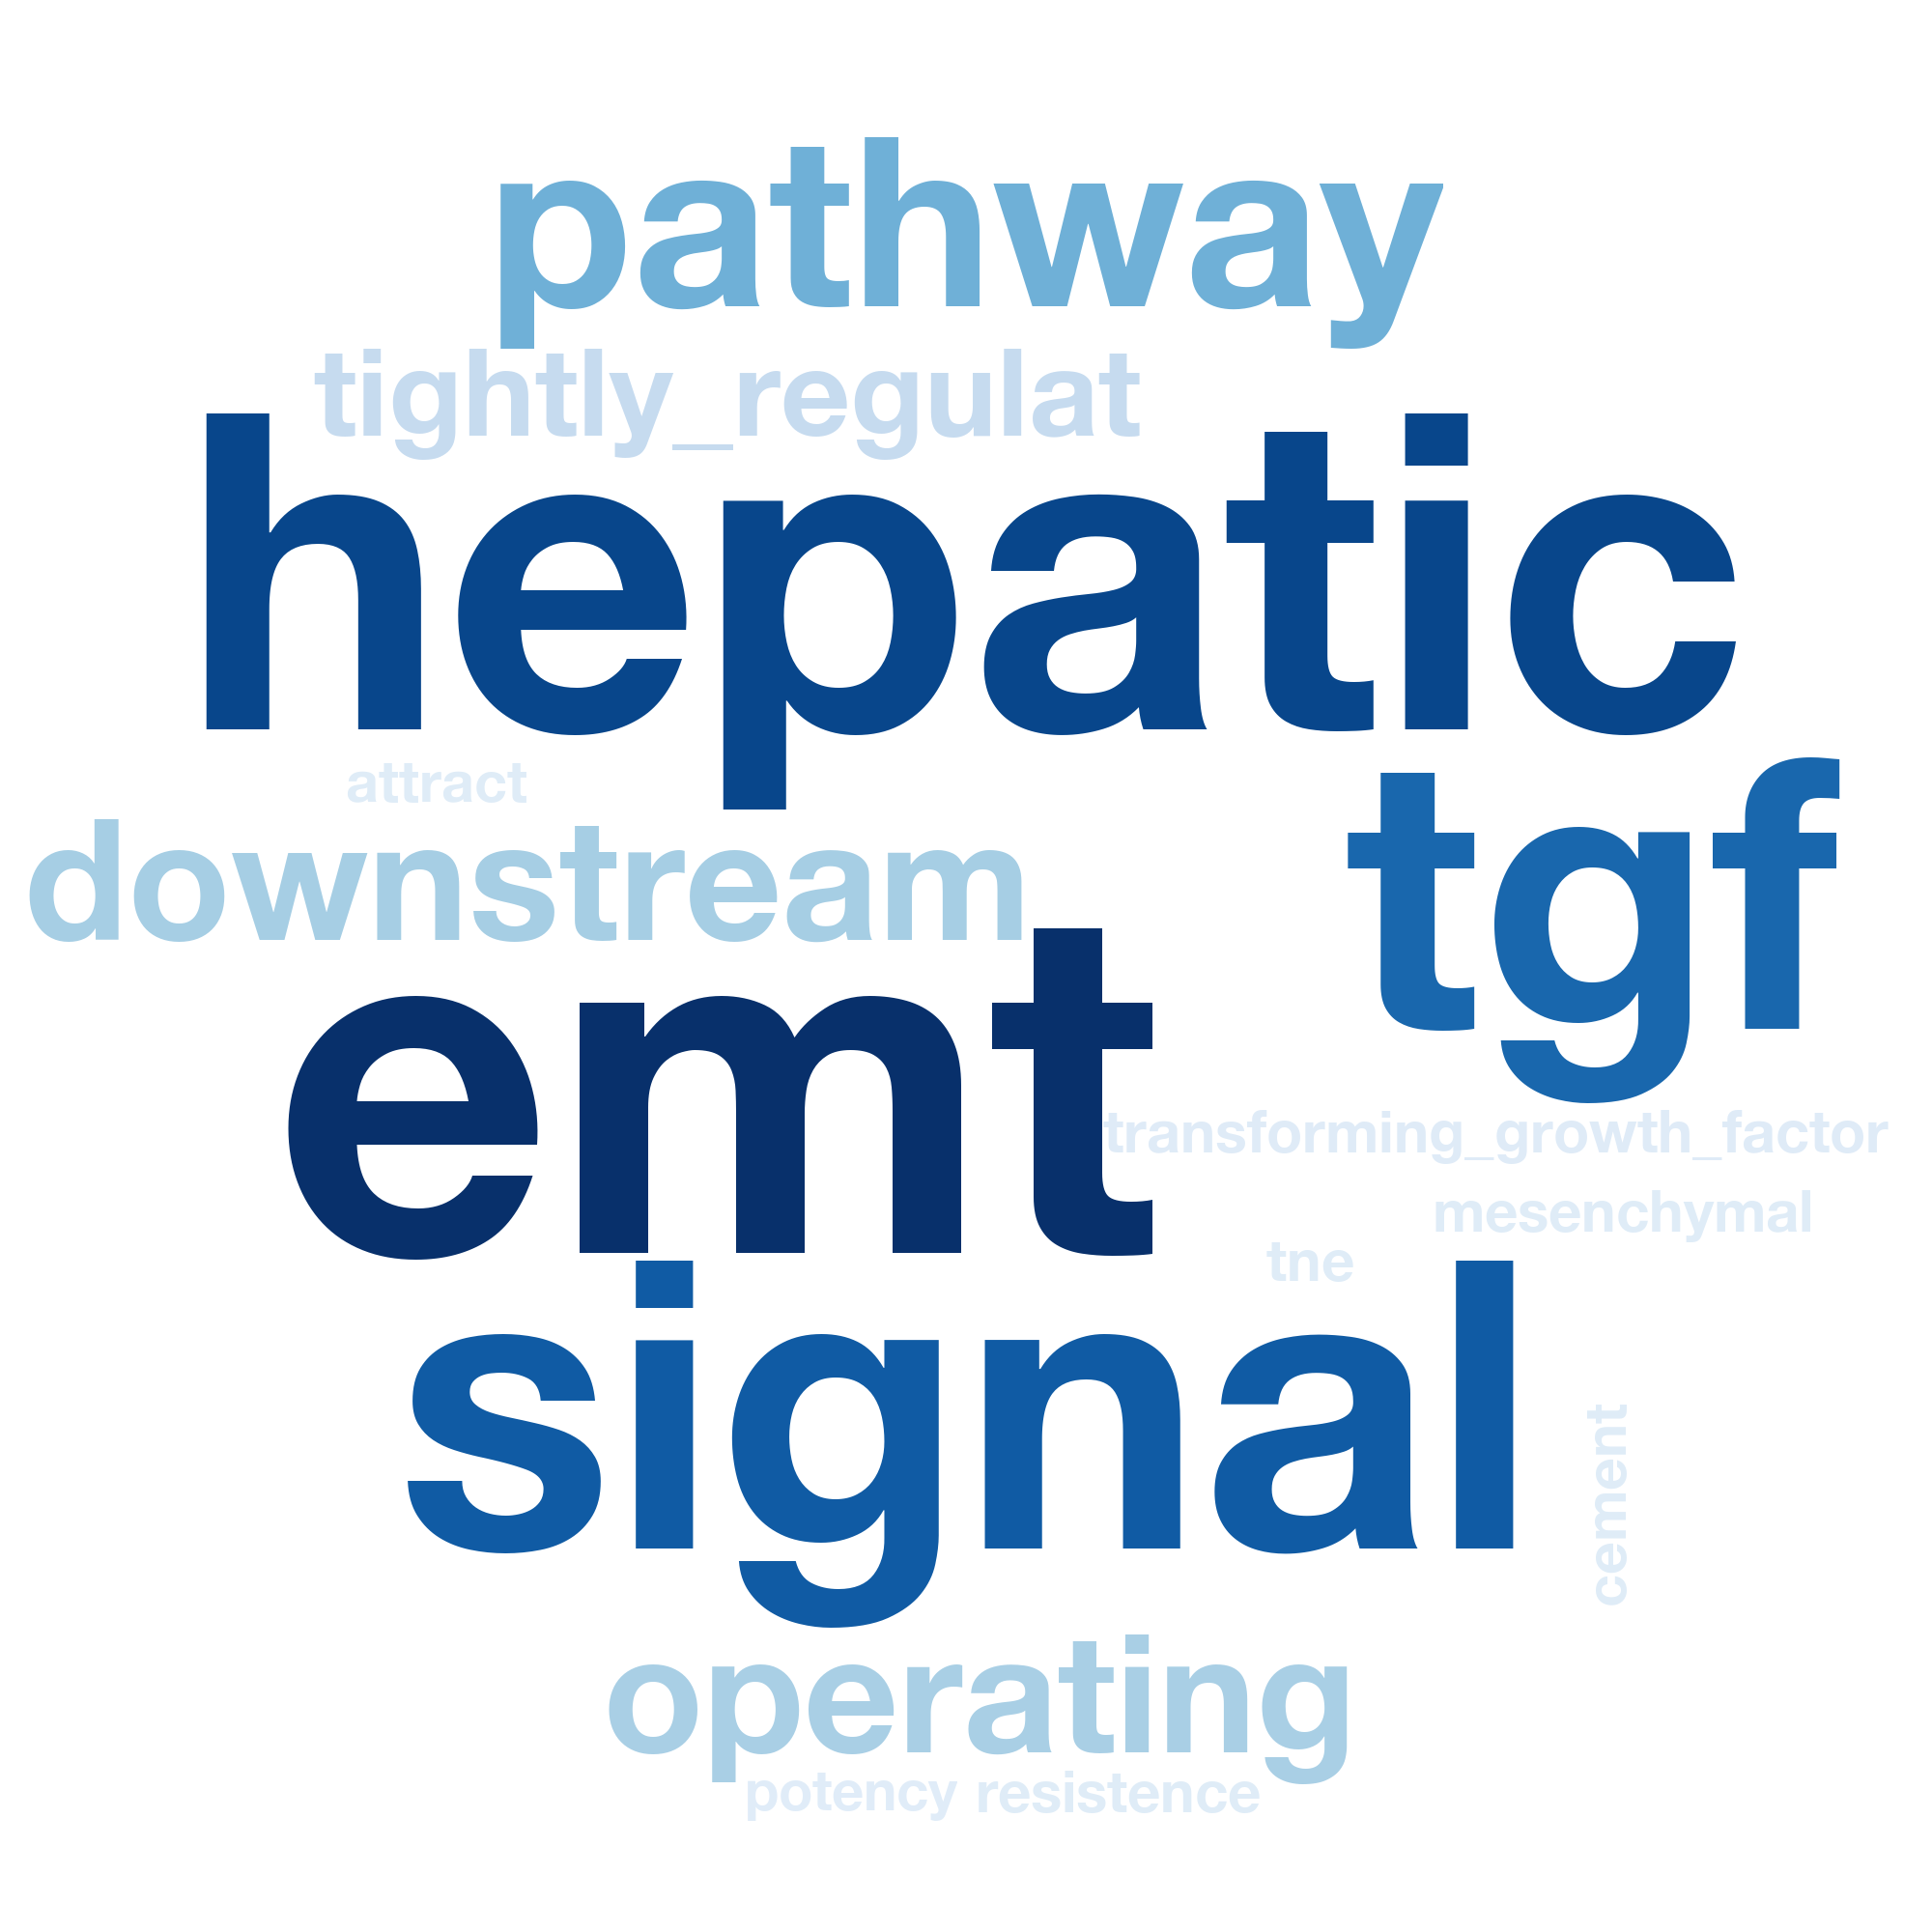 pathway
tightly_regulat
hepatic
attract
tgf
downstream
emt
transforming_growth_factor
mesenchymal
tne
signal
cement
operating
potency resistence